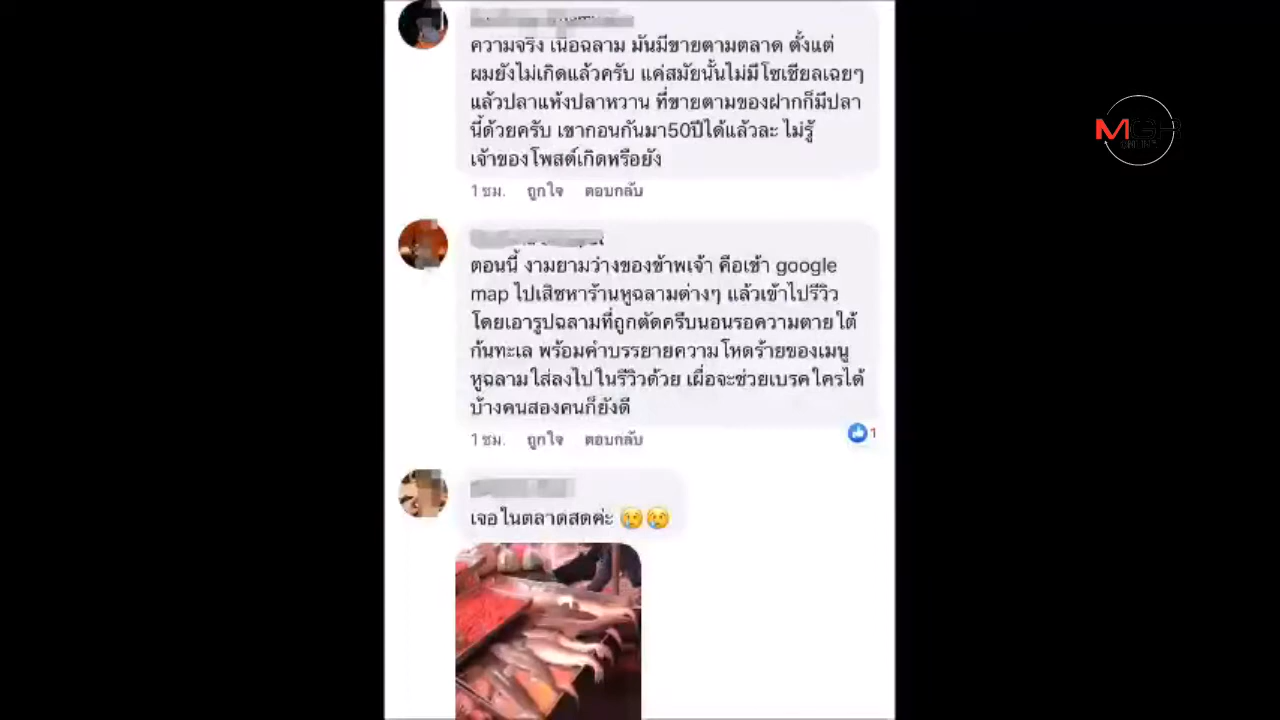 ความจริง เนื้อฉลาม มันมีขายตามตลาด ตั้งแต่
ผมยังไม่เกิดแล้วครับ แค่สมัยนั้นไม่มีโซเชียลเฉยๆ
แล้วปลาแห้งปลาหวาน ที่ขายตามของฝากก็มีปลา
นี้ด้วยครับ เขากอนกันมา50ปีได้แล้วละ ไม่รู้
เจ้าของโพสต์เกิดหรือยัง
1 ชม. ถูกใจ ตอบกลับ
ตอนนี้ งามยามว่างของข้าพเจ้า คือเข้า google
map ไปเสิชหาร้านหูฉลามต่างๆ แล้วเข้าไปรีวิว
โดยเอารูปฉลามที่ถูกตัดครีบนอนรอความตาย ใต้
ก้นทะเล พร้อมคำบรรยายความโหดร้ายของเมนู
หูฉลาม ใส่ลงไปในรีวิวด้วย เผื่อจะช่วยเบรคใครได้
บ้างคนสองคนก็ยังดี
1 ชม. ถูกใจ ตอบกลับ
1
เจอในตลาดสดค่ะ 😢😢
MGR
ONLINE